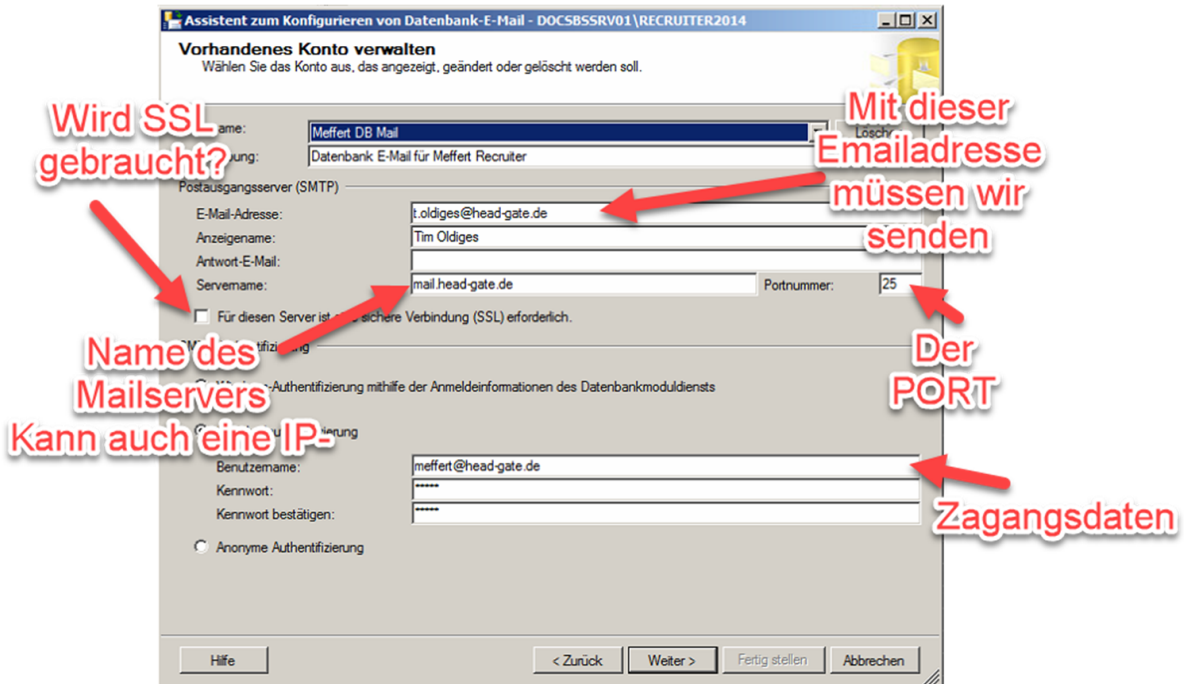 Assistent zum Konfigurieren von Datenbank-E-Mail - DOCSBSSRV01\RECRUITER2014
Vorhandenes Konto verwalten
Wählen Sie das Konto aus, das angezeigt, geändert oder gelöscht werden soll.
Wird SSL
gebraucht?
Mit dieser
Emailadresse
müssen wir
senden
Meffert DB Mail
Datenbank E-Mail für Meffert Recruiter
Postausgangsserver (SMTP)
E-Mail-Adresse: t.oldiges@head-gate.de
Anzeigename: Tim Oldiges
Antwort-E-Mail:
Servername: mail.head-gate.de Portnummer: 25
Für diesen Server ist sichere Verbindung (SSL) erforderlich.
Name des
Mailservers
Kann auch eine IP-
Der
PORT
-Authentifizierung mithilfe der Anmeldeinformationen des Datenbankmoduldiensts
Benutzername: meffert@head-gate.de
Kennwort: *****
Kennwort bestätigen: *****
Zagangsdaten
Anonyme Authentifizierung
Hilfe < Zurück Weiter > Fertig stellen Abbrechen